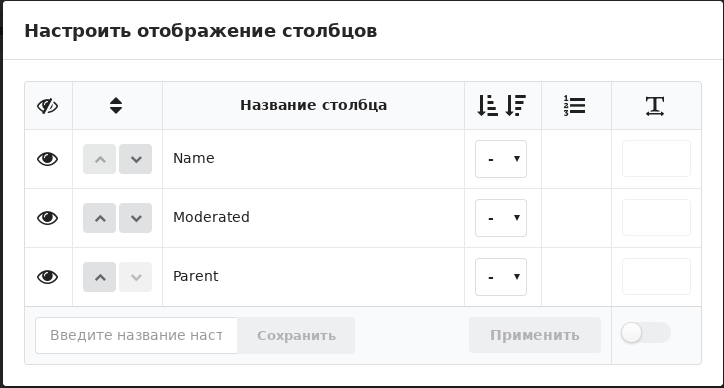 Настроить отображение столбцов
Название столбца
Name
-
Moderated
-
Parent
-
Введите название наст
Сохранить
Применить